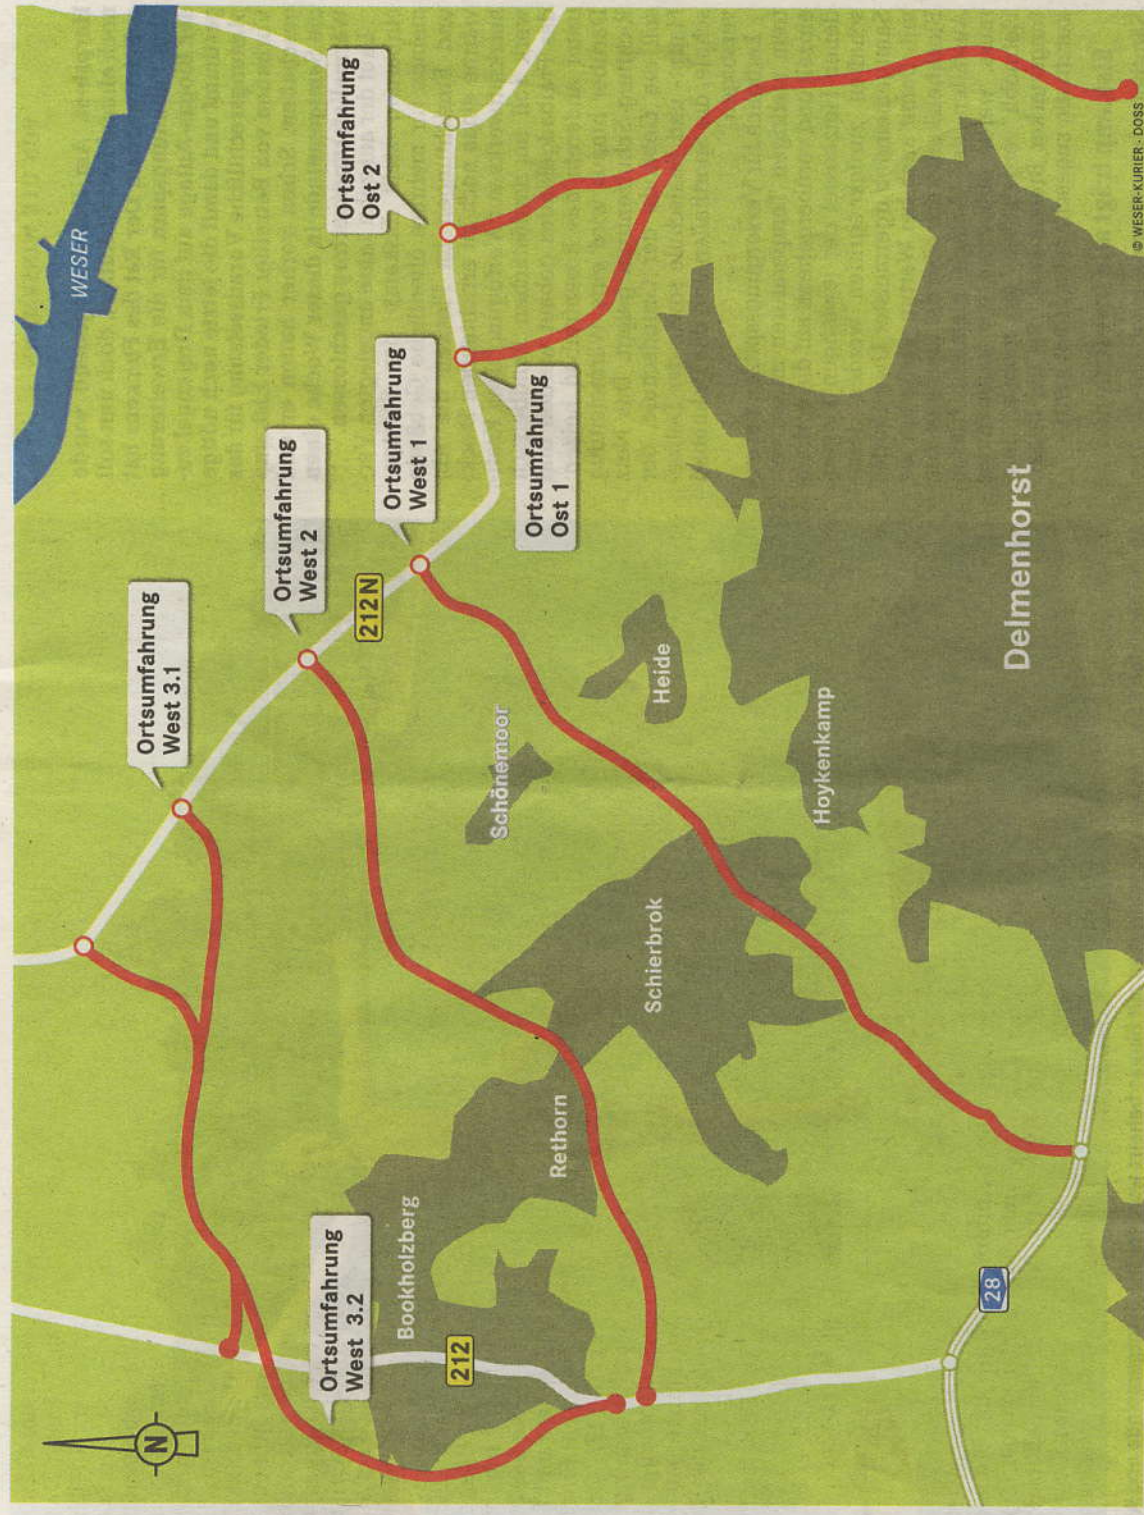 WESER
Ortsumfahrung
Ost 2
Ortsumfahrung
West 1
Ortsumfahrung
Ost 1
Ortsumfahrung
West 2
212N
Ortsumfahrung
West 3.1
Heide
Schönemoor
Hoykenkamp
Delmenhorst
Schierbrok
Rethorn
Bookholzberg
Ortsumfahrung
West 3.2
212
28
N
© WESER-KURIER · DOSS